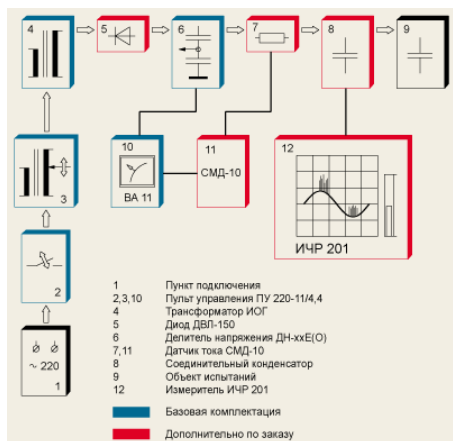 4
5
6
7
8
9
10
ВА 11
11
СМД-10
12
ИЧР 201
3
2
~ 220
1
1 Пункт подключения
2,3,10 Пульт управления ПУ 220-11/4,4
4 Трансформатор ИОГ
5 Диод ДВЛ-150
6 Делитель напряжения ДН-xxЕ(О)
7,11 Датчик тока СМД-10
8 Соединительный конденсатор
9 Объект испытаний
12 Измеритель ИЧР 201
Базовая комплектация
Дополнительно по заказу